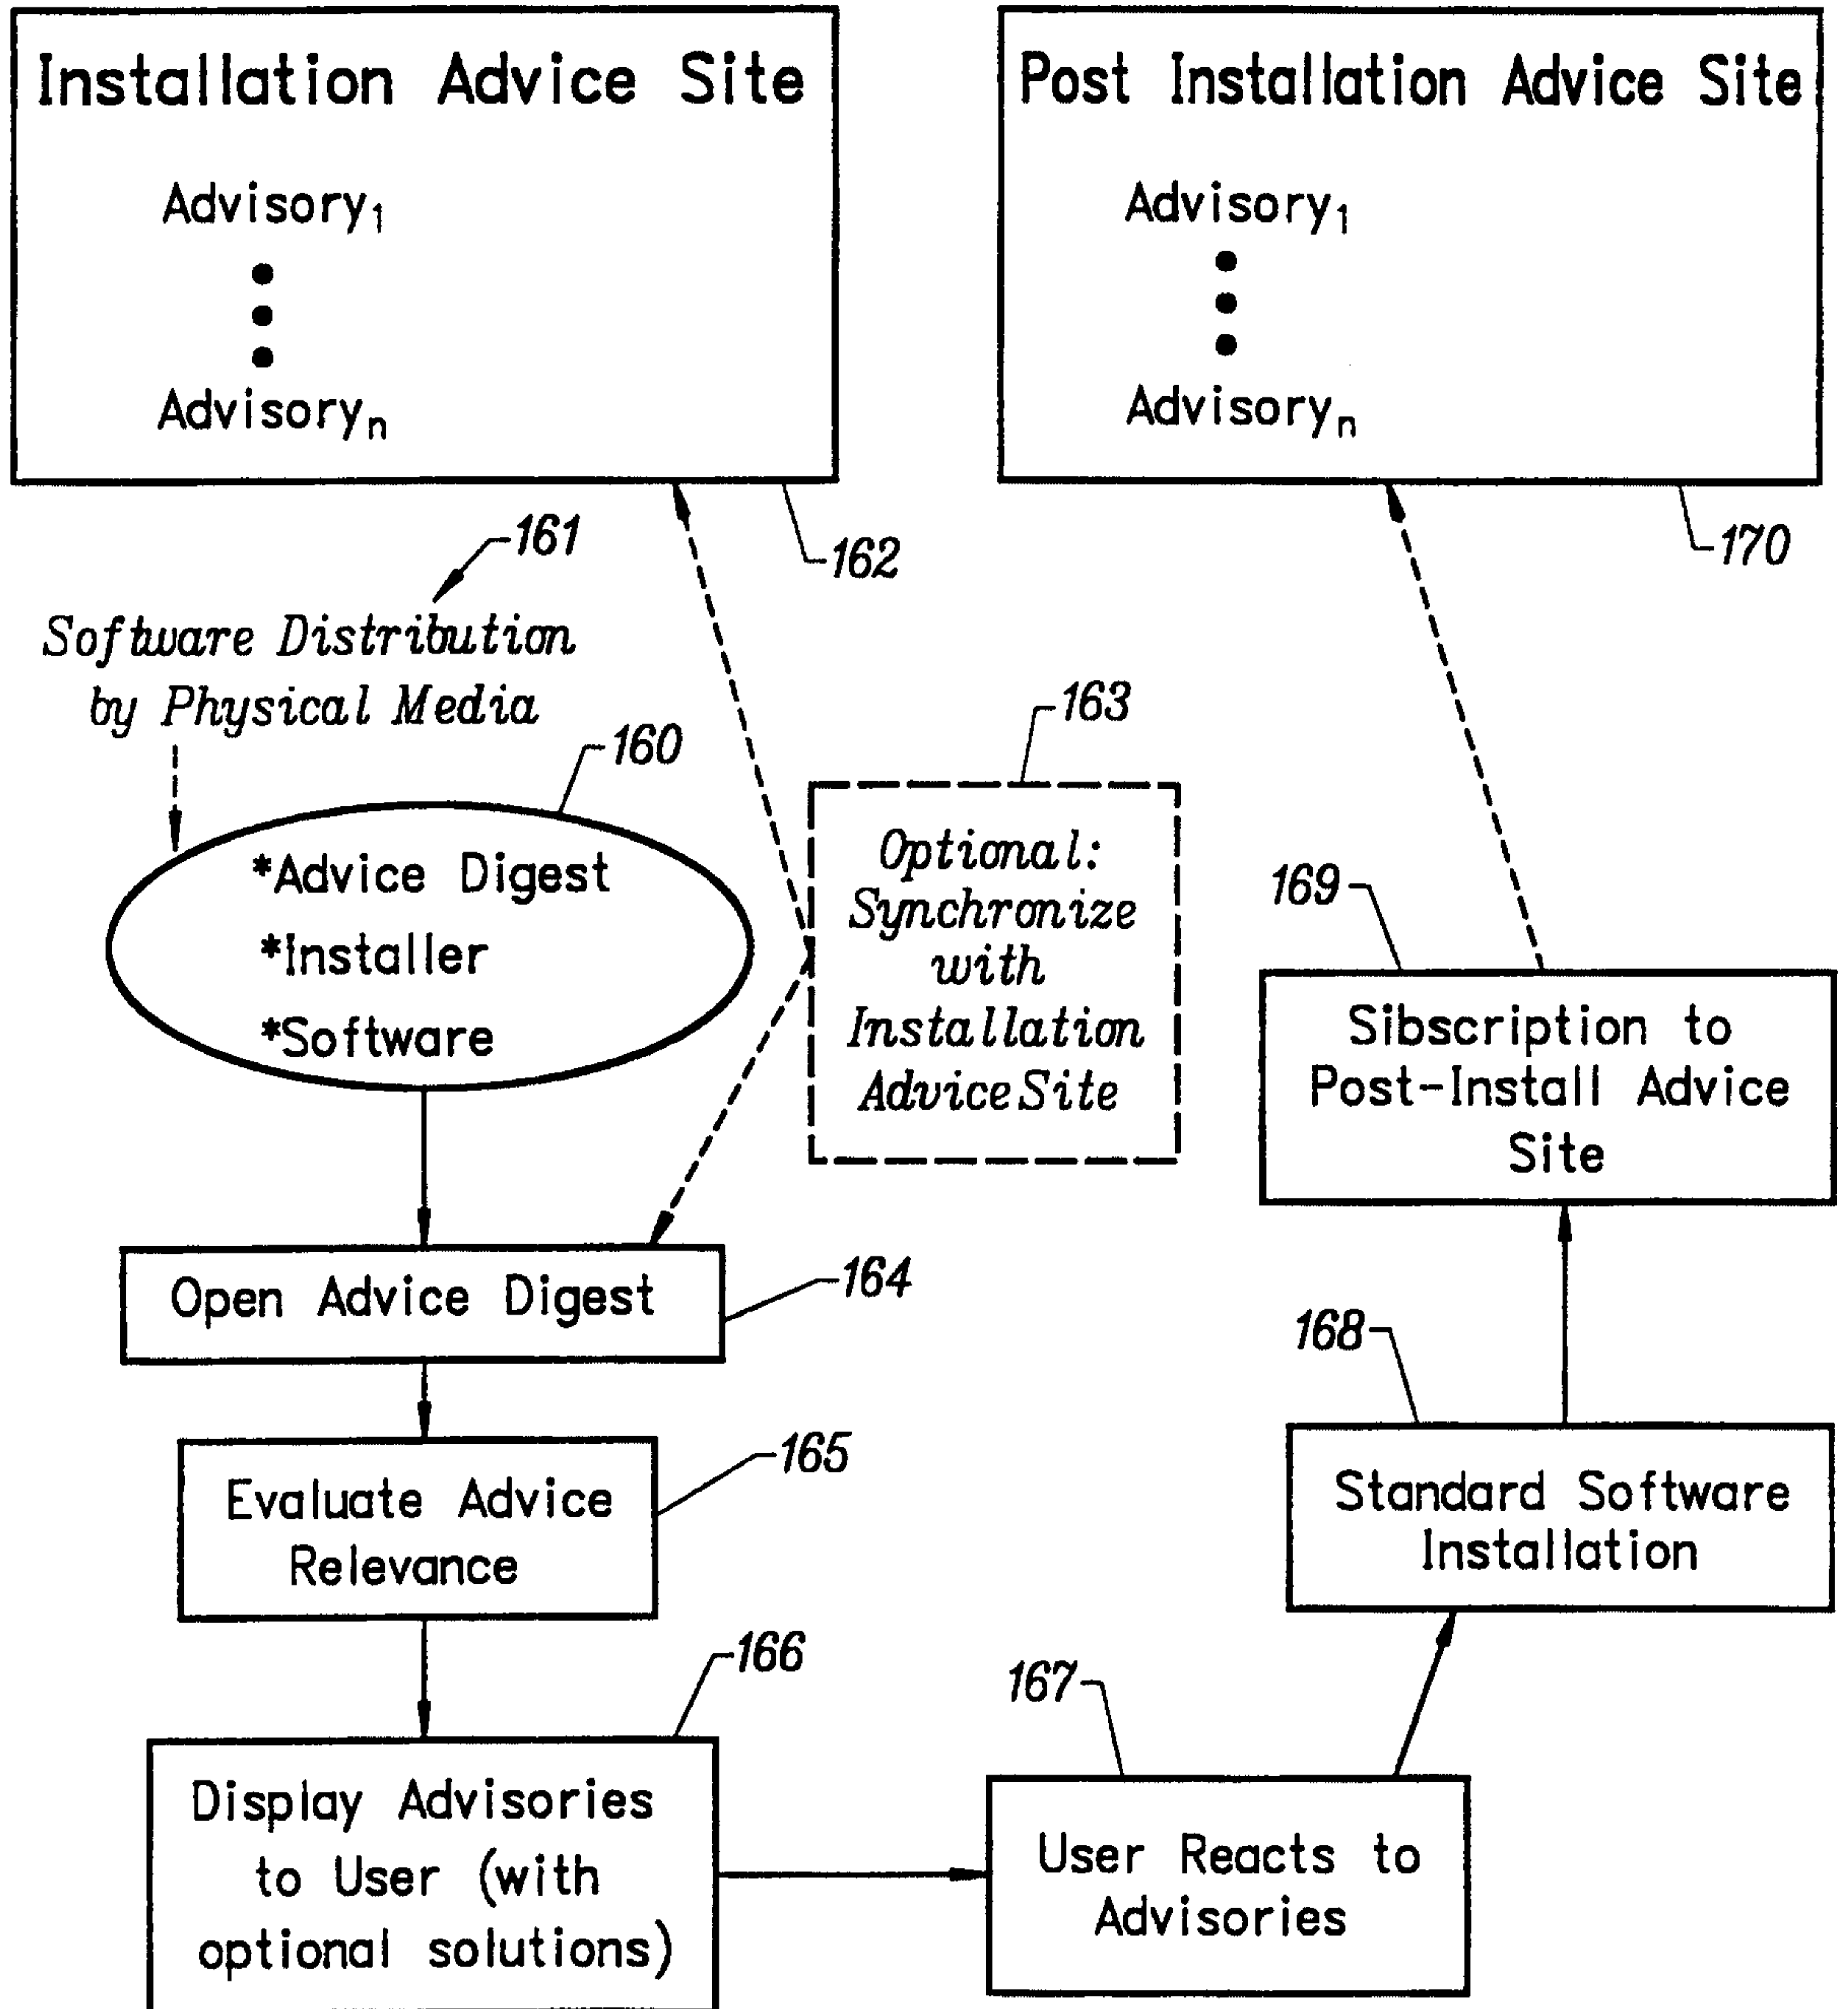 Installation Advice Site
Advisory1
Advisoryn
162
Post Installation Advice Site
Advisory1
Advisoryn
170
161
Software Distribution
by Physical Media
160
*Advice Digest
*Installer
*Software
163
Optional:
Synchronize
with
Installation
Advice Site
164
Open Advice Digest
165
Evaluate Advice
Relevance
166
Display Advisories
to User (with
optional solutions)
167
User Reacts to
Advisories
168
Standard Software
Installation
169
Sibscription to
Post-Install Advice
Site